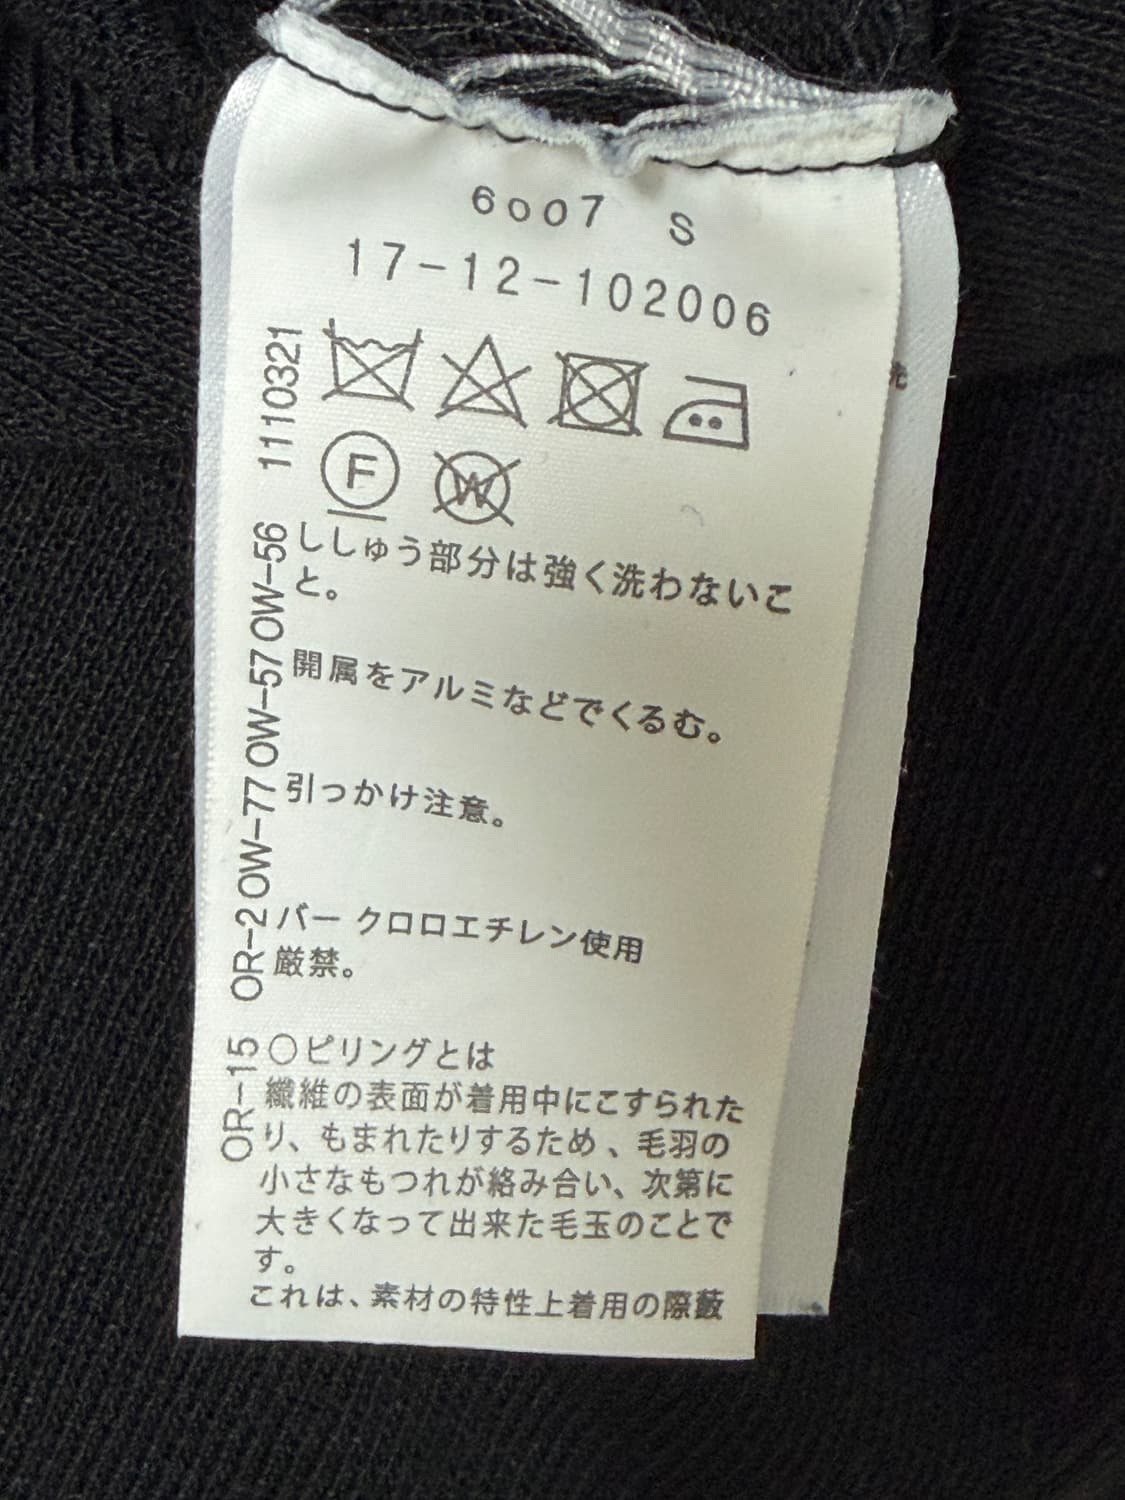 6007 S
17-12-102006
F
W
ししゅう部分は強く洗わないこ
と。
開属をアルミなどでくるむ。
引っかけ注意。
バー クロロエチレン使用
厳禁。
〇ピリングとは
繊維の表面が着用中にこすられた
り、もまれたりするため、毛羽の
小さなもつれが絡み合い、次第に
大きくなって出来た毛玉のことで
す。
これは、素材の特性上着用の際
OR-15 OR-2 OW-77 OW-57 OW-56 1110321